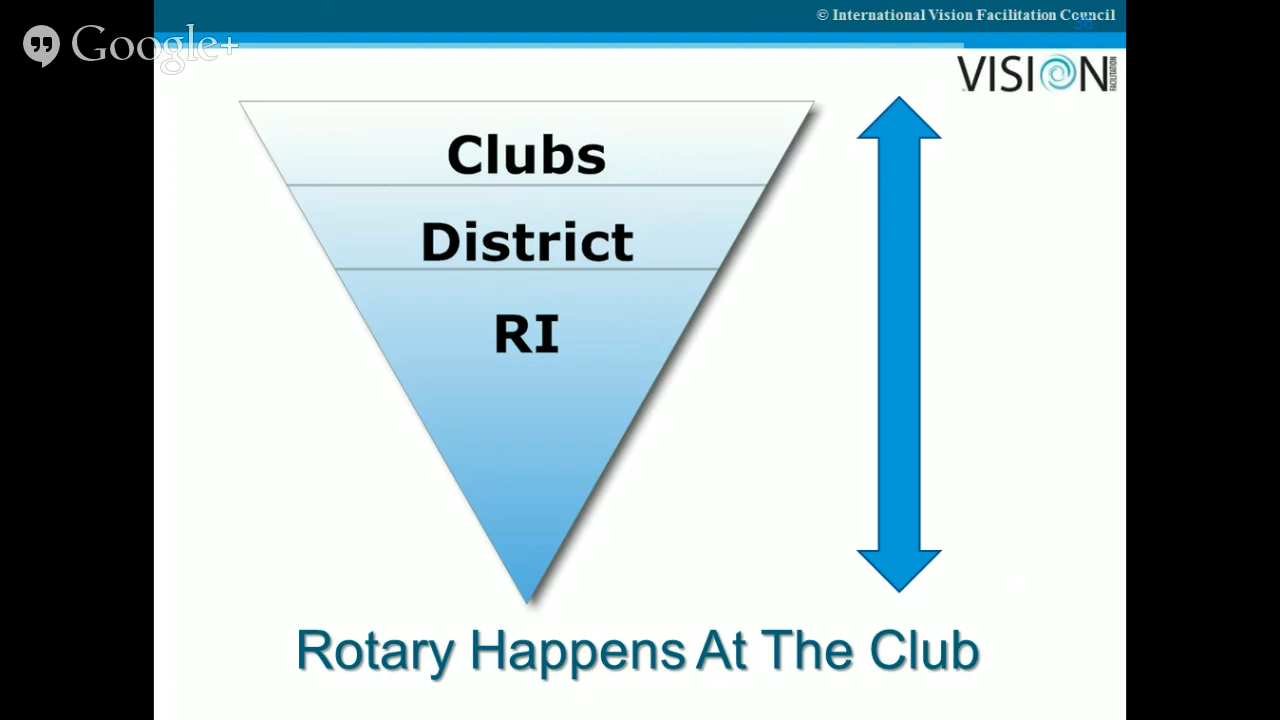 © International Vision Facilitation Council
Google+
VISION
FACILITATION
Clubs
District
RI
Rotary Happens At The Club